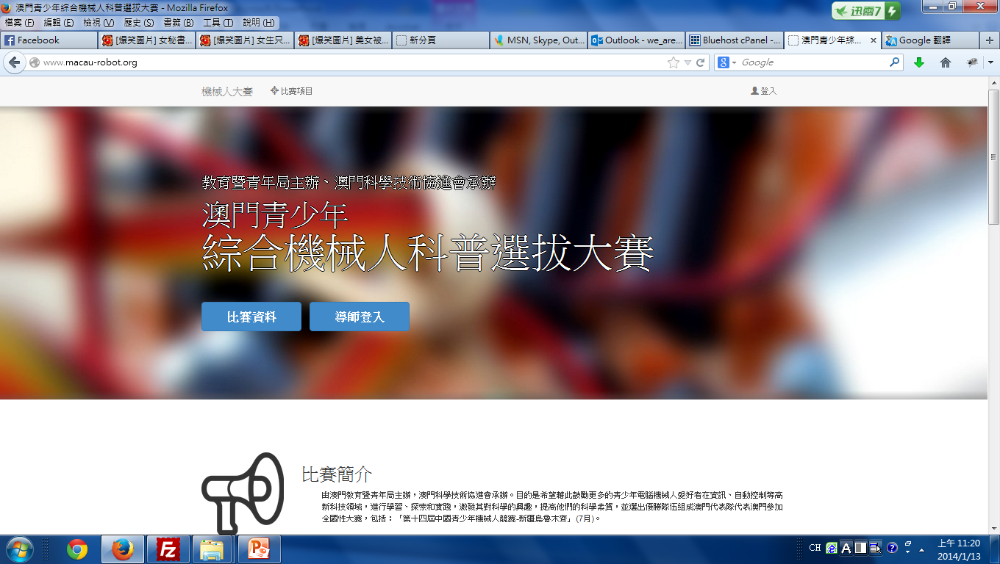 澳門青少年綜合機械人科普選拔大賽 - Mozilla Firefox
迅雷7
檔案 (F) 編輯 (E) 檢視 (V) 歷史 (S) 書籤 (B) 工具 (T) 說明 (H)
Facebook [爆笑圖片] 女秘書... [爆笑圖片] 女生只... [爆笑圖片] 美女被... 新分頁 MSN, Skype, Out... Outlook - we_are... Bluehost cPanel -... 澳門青少年綜... Google 翻譯
www.macau-robot.org
8 Google
機械人大賽 比賽項目 登入
教育暨青年局主辦、澳門科學技術協進會承辦
澳門青少年
綜合機械人科普選拔大賽
比賽資料 導師登入
比賽簡介
由澳門教育暨青年局主辦，澳門科學技術協進會承辦。目的是希望藉此鼓勵更多的青少年電腦機械人愛好者在資訊、自動控制等高
新科技領域，進行學習、探索和實踐，激發其對科學的興趣，提高他們的科學素質，並選出優勝隊伍組成澳門代表隊代表澳門參加
全國性大賽，包括：「第十四屆中國青少年機械人競賽-新疆烏魯木齊」(7月)。
Fz
CH
A
上午 11:20
2014/1/13